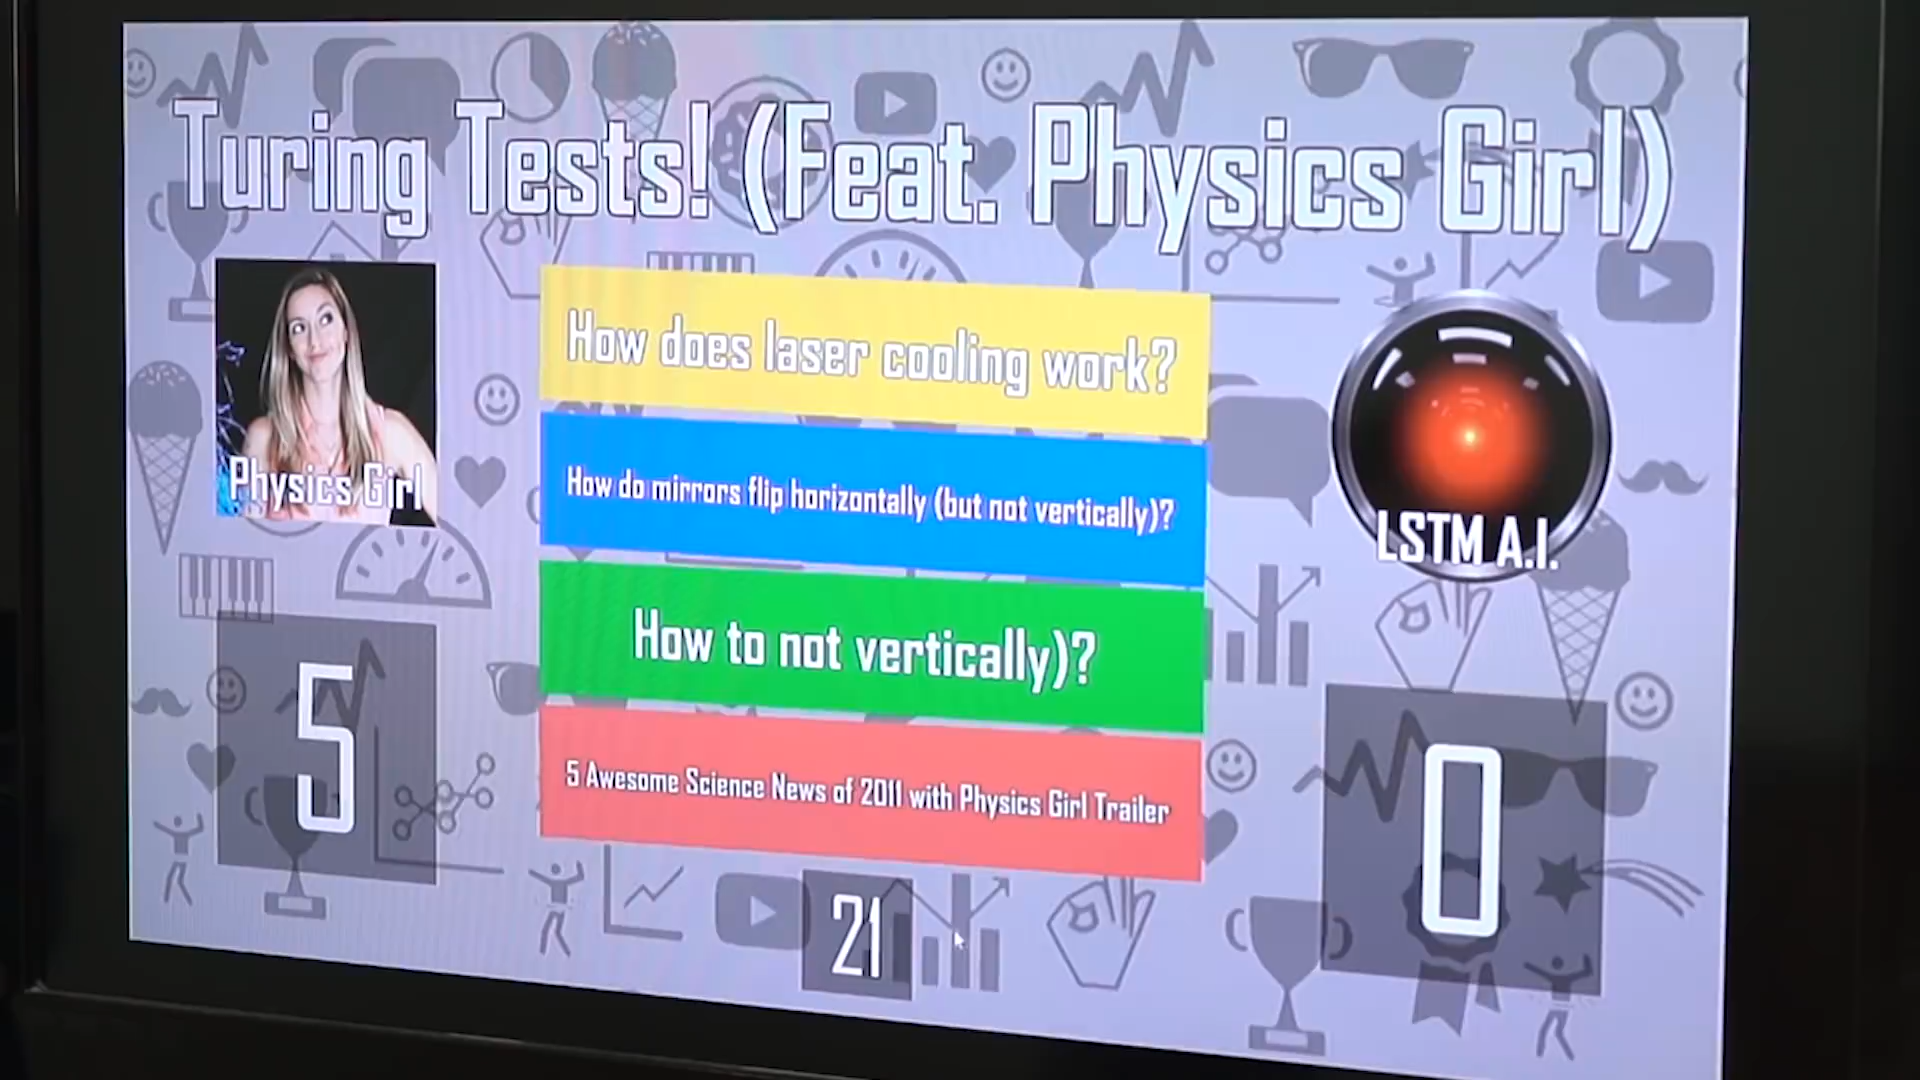 Turing Tests! (Feat. Physics Girl)
Physics Girl
How does laser cooling work?
How do mirrors flip horizontally (but not vertically)?
How to not vertically)?
5 Awesome Science News of 2011 with Physics Girl Trailer
LSTM A.I.
5
0
21